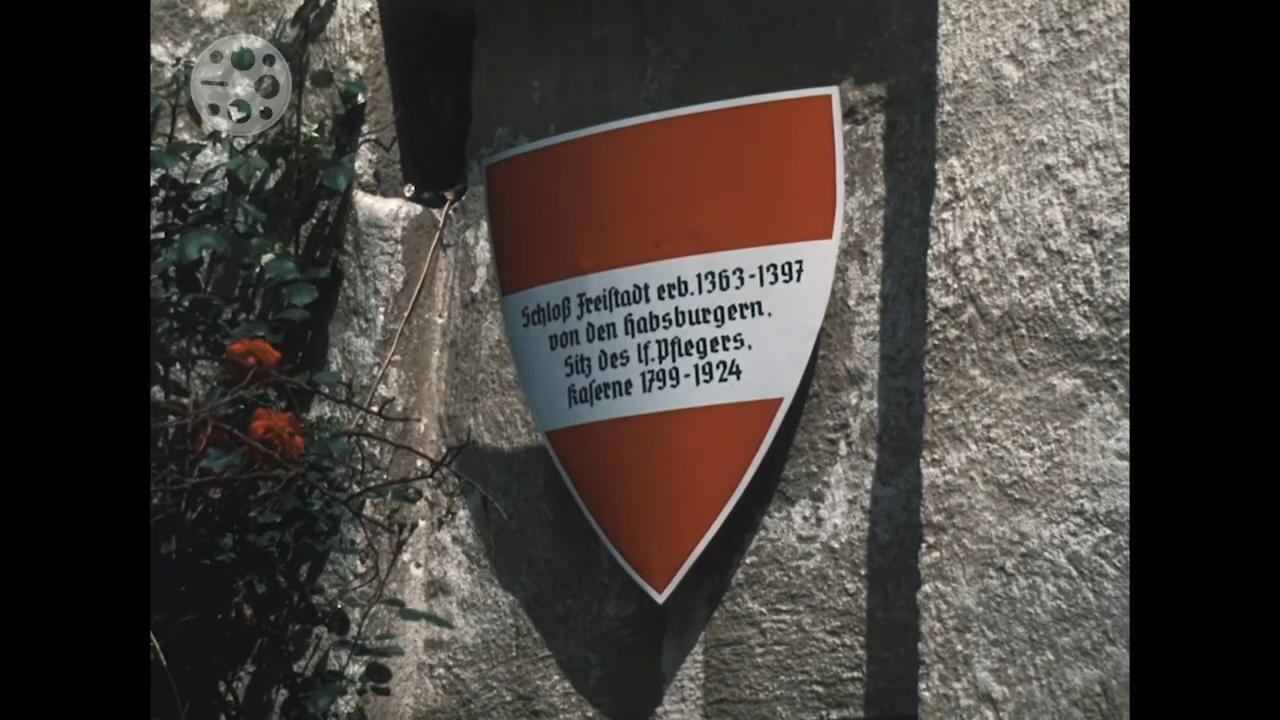 Schloß Freistadt erb.1363-1397
von den Habsburgern,
Sitz des lf.Pflegers,
Kaserne 1799-1924